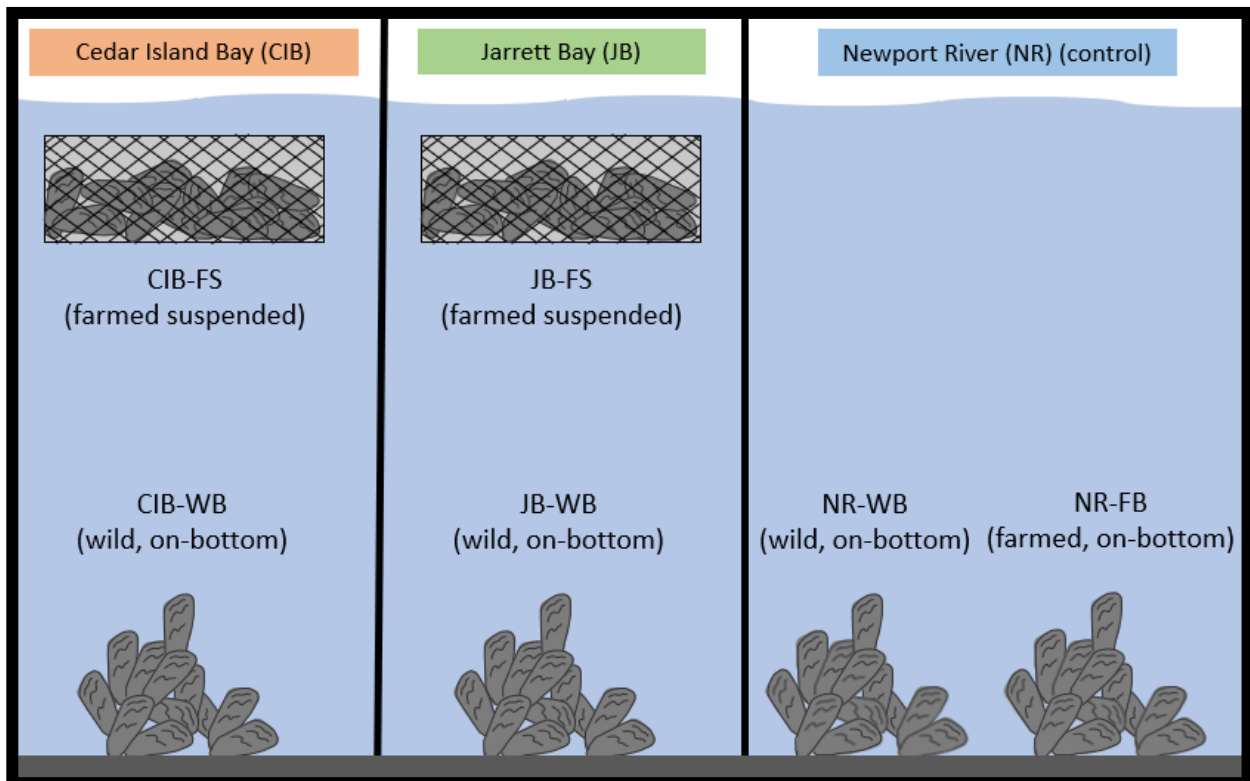 Cedar Island Bay (CIB)
Jarrett Bay (JB)
Newport River (NR) (control)
CIB-FS
(farmed suspended)
JB-FS
(farmed suspended)
CIB-WB
(wild, on-bottom)
JB-WB
(wild, on-bottom)
NR-WB
(wild, on-bottom)
NR-FB
(farmed, on-bottom)